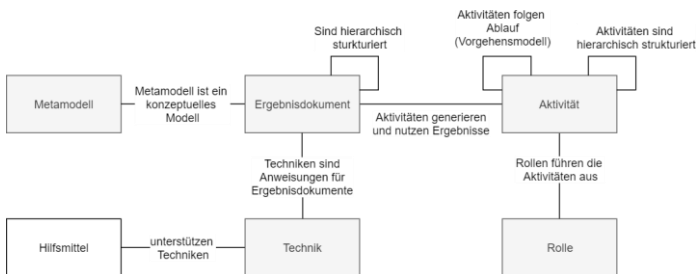 Aktivitäten folgen
Ablauf
(Vorgehensmodell)
Sind hierarchisch
sturkturiert
Aktivitäten sind
hierarchisch strukturiert
Metamodell
Metamodell ist ein
konzeptuelles
Modell
Ergebnisdokument
Aktivitäten generieren
und nutzen Ergebnisse
Aktivität
Techniken sind
Anweisungen für
Ergebnisdokumente
Rollen führen die
Aktivitäten aus
Hilfsmittel
unterstützen
Techniken
Technik
Rolle